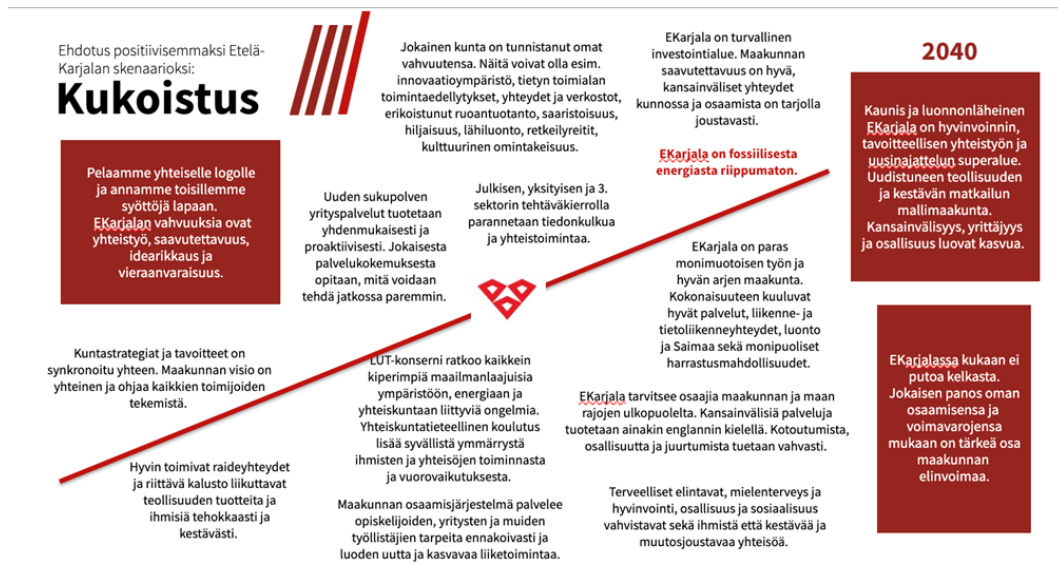 Ehdotus positiivisemmaksi Etelä-
Karjalan skenaarioksi:
Kukoistus
Pelaamme yhteiselle logolle
ja annamme toisillemme
syöttöjä lapaan.
EKarjalan vahvuuksia ovat
yhteistyö, saavutettavuus,
idearikkaus ja
vieraanvaraisuus.
Jokainen kunta on tunnistanut omat
vahvuutensa. Näitä voivat olla esim.
innovaatioympäristö, tietyn toimialan
toimintaedellytykset, yhteydet ja verkostot,
erikoistunut ruoantuotanto, saaristoisuus,
hiljaisuus, lähiluonto, retkeilyreitit,
kulttuurinen omintakeisuus.
EKarjala on turvallinen
investointialue. Maakunnan
saavutettavuus on hyvä,
kansainväliset yhteydet
kunnossa ja osaamista on tarjolla
joustavasti.
EKarjala on fossiilisesta
energiasta riippumaton.
2040
Kaunis ja luonnonläheinen
EKarjala on hyvinvoinnin,
tavoitteellisen yhteistyön ja
uusinajattelun superalue.
Uudistuneen teollisuuden
ja kestävän matkailun
mallimaakunta.
Kansainvälisyys, yrittäjyys
ja osallisuus luovat kasvua.
Uuden sukupolven
yrityspalvelut tuotetaan
yhdenmukaisesti ja
proaktiivisesti. Jokaisesta
palvelukokemuksesta
opitaan, mitä voidaan
tehdä jatkossa paremmin.
Julkisen, yksityisen ja 3.
sektorin tehtäväkierrolla
parannetaan tiedonkulkua
ja yhteistoimintaa.
EKarjala on paras
monimuotoisen työn ja
hyvän arjen maakunta.
Kokonaisuuteen kuuluvat
hyvät palvelut, liikenne- ja
tietoliikenneyhteydet, luonto
ja Saimaa sekä monipuoliset
harrastusmahdollisuudet.
Kuntastrategiat ja tavoitteet on
synkronoitu yhteen. Maakunnan visio on
yhteinen ja ohjaa kaikkien toimijoiden
tekemistä.
LUT-konserni ratkoo kaikkein
kiperimpiä maailmanlaajuisia
ympäristöön, energiaan ja
yhteiskuntaan liittyviä ongelmia.
Yhteiskuntatieteellinen koulutus
lisää syvällistä ymmärrystä
ihmisten ja yhteisöjen toiminnasta
ja vuorovaikutuksesta.
EKarjala tarvitsee osaajia maakunnan ja maan
rajojen ulkopuolelta. Kansainvälisiä palveluja
tuotetaan ainakin englannin kielellä. Kotoutumista,
osallisuutta ja juurtumista tuetaan vahvasti.
EKarjalassa kukaan ei
putoa kelkasta.
Jokaisen panos oman
osaamisensa ja
voimavarojensa
mukaan on tärkeä osa
maakunnan
elinvoimaa.
Hyvin toimivat raideyhteydet
ja riittävä kalusto liikuttavat
teollisuuden tuotteita ja
ihmisiä tehokkaasti ja
kestävästi.
Maakunnan osaamisjärjestelmä palvelee
opiskelijoiden, yritysten ja muiden
työllistäjien tarpeita ennakoivasti ja
luoden uutta ja kasvavaa liiketoimintaa.
Terveelliset elintavat, mielenterveys ja
hyvinvointi, osallisuus ja sosiaalisuus
vahvistavat sekä ihmistä että kestävää ja
muutosjoustavaa yhteisöä.